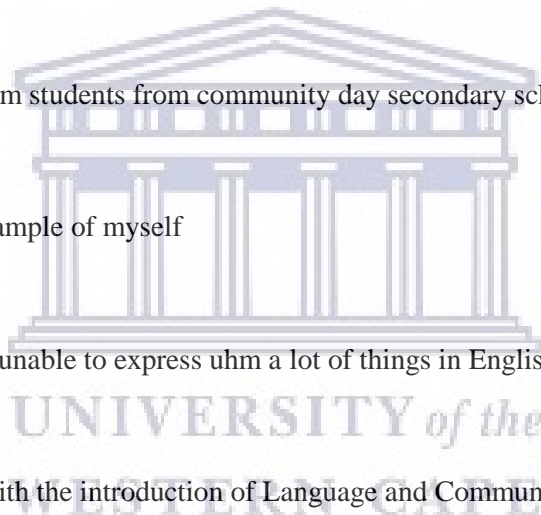 m students from community day secondary sc
ample of myself
unable to express uhm a lot of things in Englis
UNIVERSITY of the
ith the introduction of Language and Commun
WESTERN CAPE